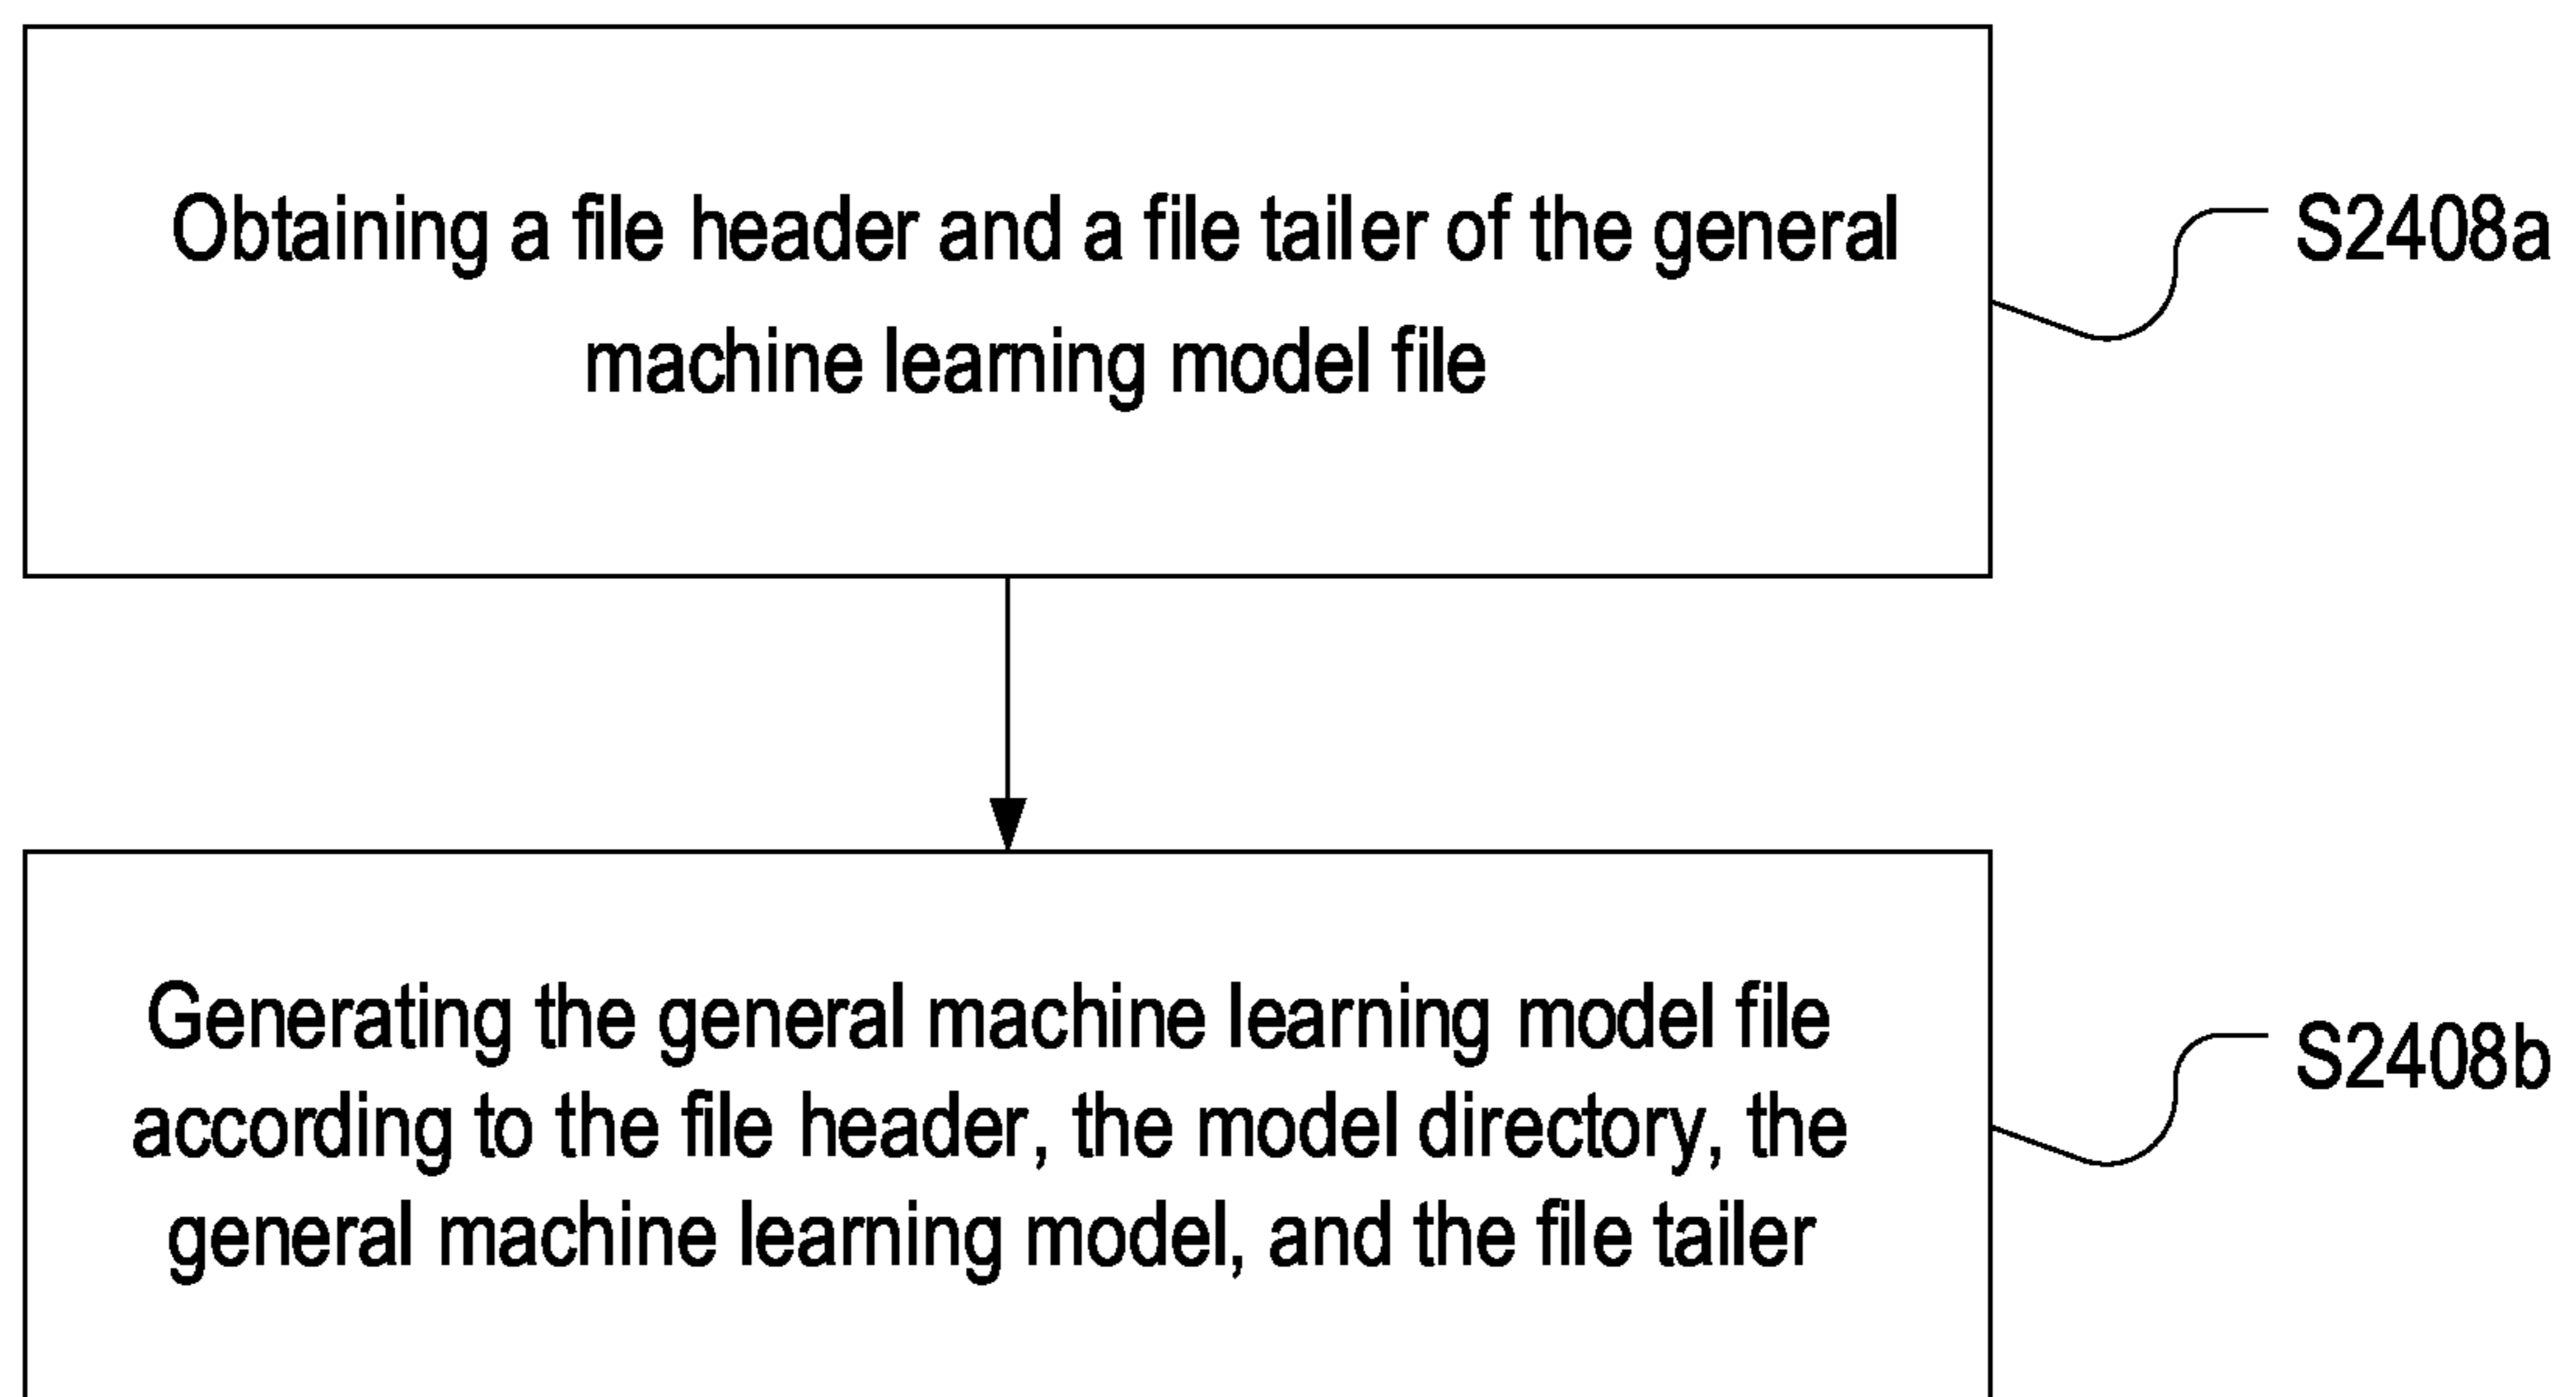 Obtaining a file header and a file tailer of the general
machine learning model file
S2408a
Generating the general machine learning model file
according to the file header, the model directory, the
general machine learning model, and the file tailer
S2408b